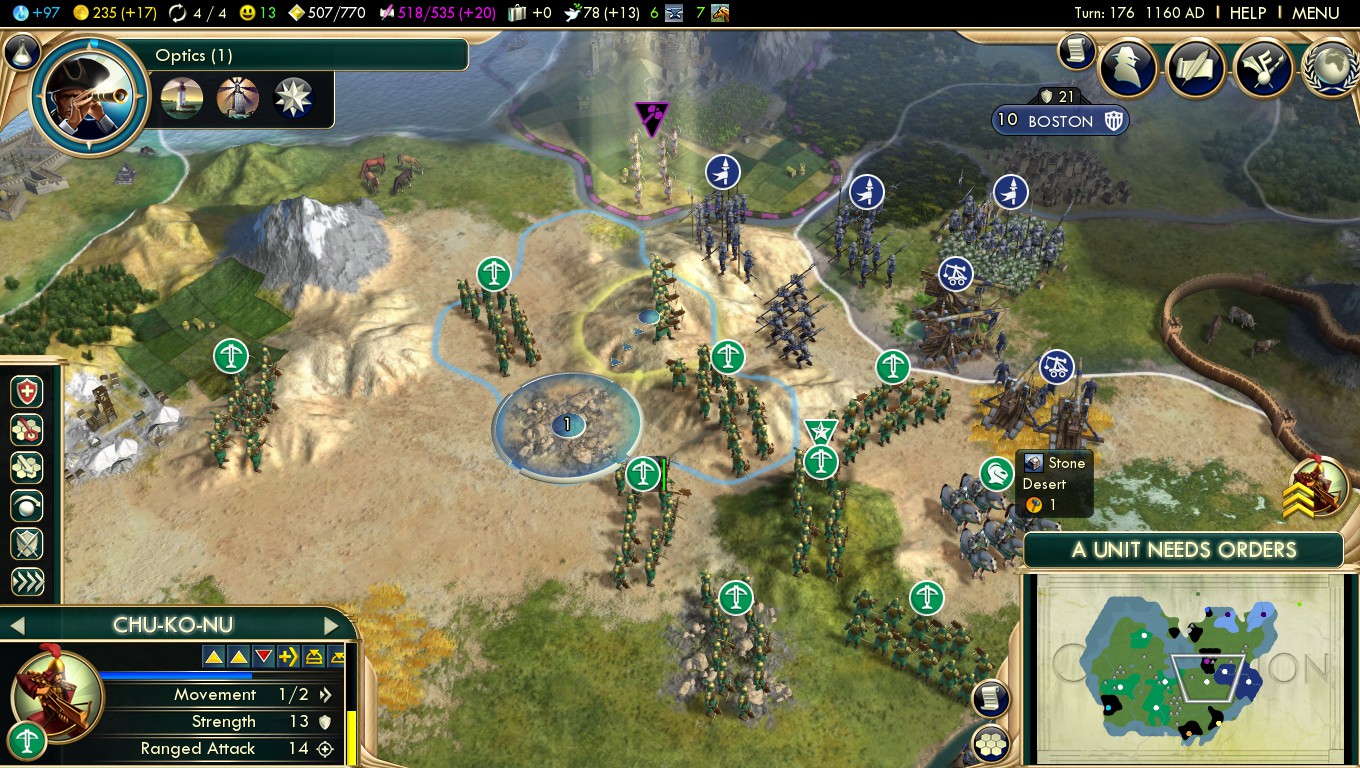 +97 235 (+17) 4 / 4 13 507/770 518/535 (+20) +0 78 (+13) 6 7 Turn: 176 1160 AD HELP MENU
Optics (1)
21
10 BOSTON
1
Stone
Desert
1
A UNIT NEEDS ORDERS
CHU-KO-NU
Movement 1/2
Strength 13
Ranged Attack 14